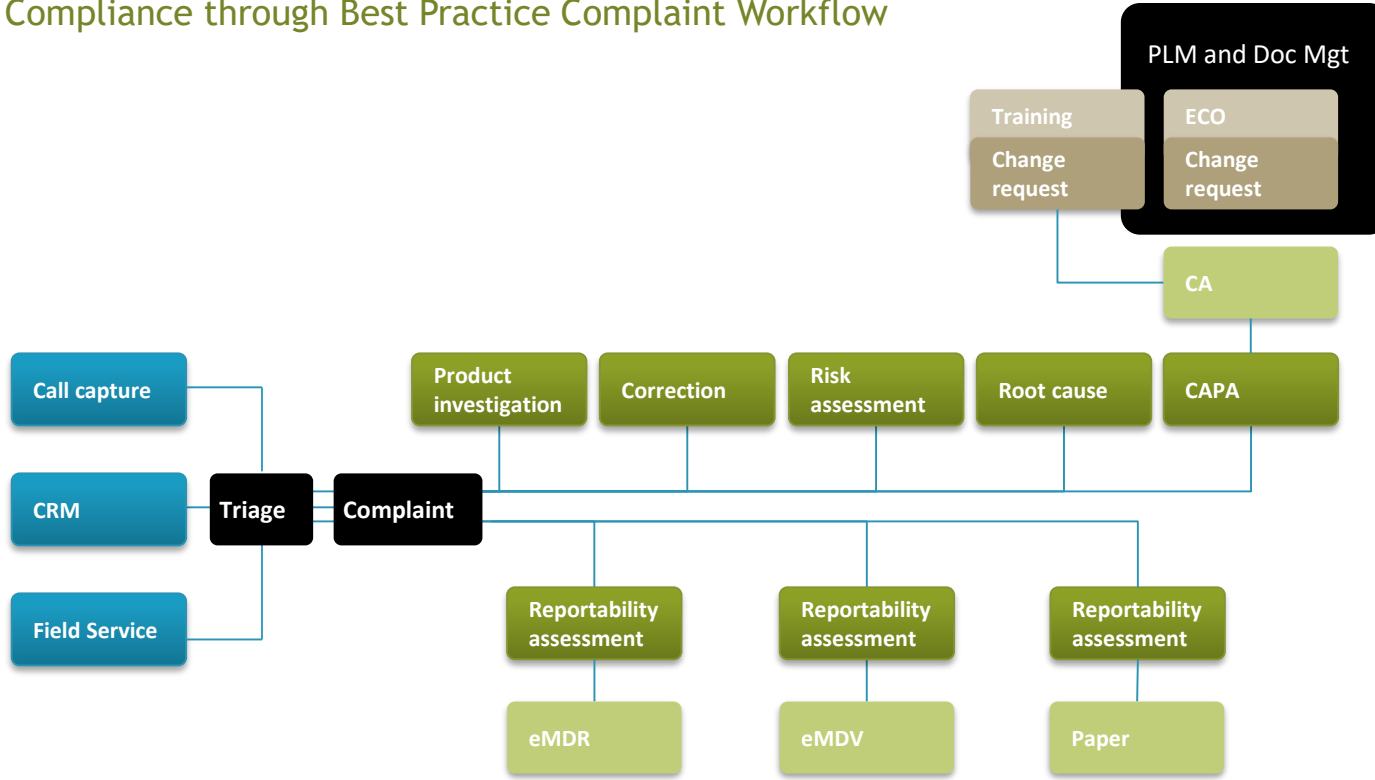 Compliance through Best Practice Complaint Workflow
PLM and Doc Mgt
Training
ECO
Change
request
Change
request
CA
Call capture
Product
investigation
Correction
Risk
assessment
Root cause
CAPA
CRM
Triage
Complaint
Field Service
Reportability
assessment
Reportability
assessment
Reportability
assessment
eMDR
eMDV
Paper